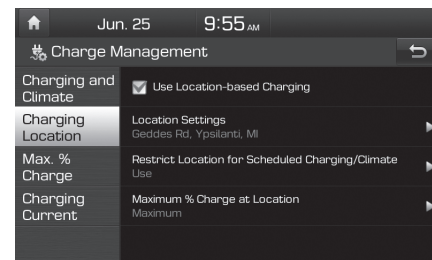 Jun. 25 9:55 AM
Charge Management
Charging and
Climate
Use Location-based Charging
Charging
Location
Location Settings
Geddes Rd, Ypsilanti, MI
Max. %
Charge
Restrict Location for Scheduled Charging/Climate
Use
Charging
Current
Maximum % Charge at Location
Maximum